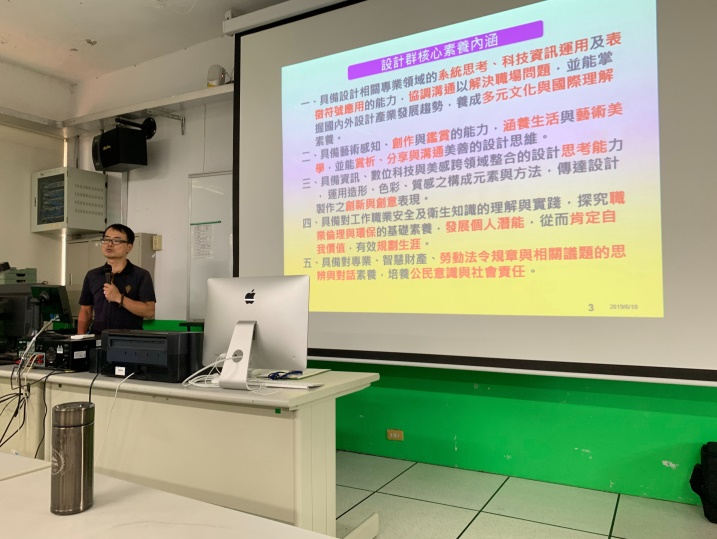 設計群核心素養內涵
一、具備設計相關專業領域的系統思考、科技資訊運用及表
徵符號應用的能力，協調溝通以解決職場問題，並能掌
握國內外設計產業發展趨勢，養成多元文化與國際理解
素養。
二、具備藝術感知、創作與鑑賞的能力，涵養生活與藝術美
學，並能賞析、分享與溝通美善的設計思維。
三、具備資訊、數位科技與美感跨領域整合的設計思考能力
，運用造形、色彩、質感之構成元素與方法，傳達設計
製作之創新與創意表現。
四、具備對工作職業安全及衛生知識的理解與實踐，探究職
業倫理與環保的基礎素養，發展個人潛能，從而肯定自
我價值，有效規劃生涯。
五、具備對專業、智慧財產、勞動法令規章與相關議題的思
辨與對話素養，培養公民意識與社會責任。
3 2019/6/10